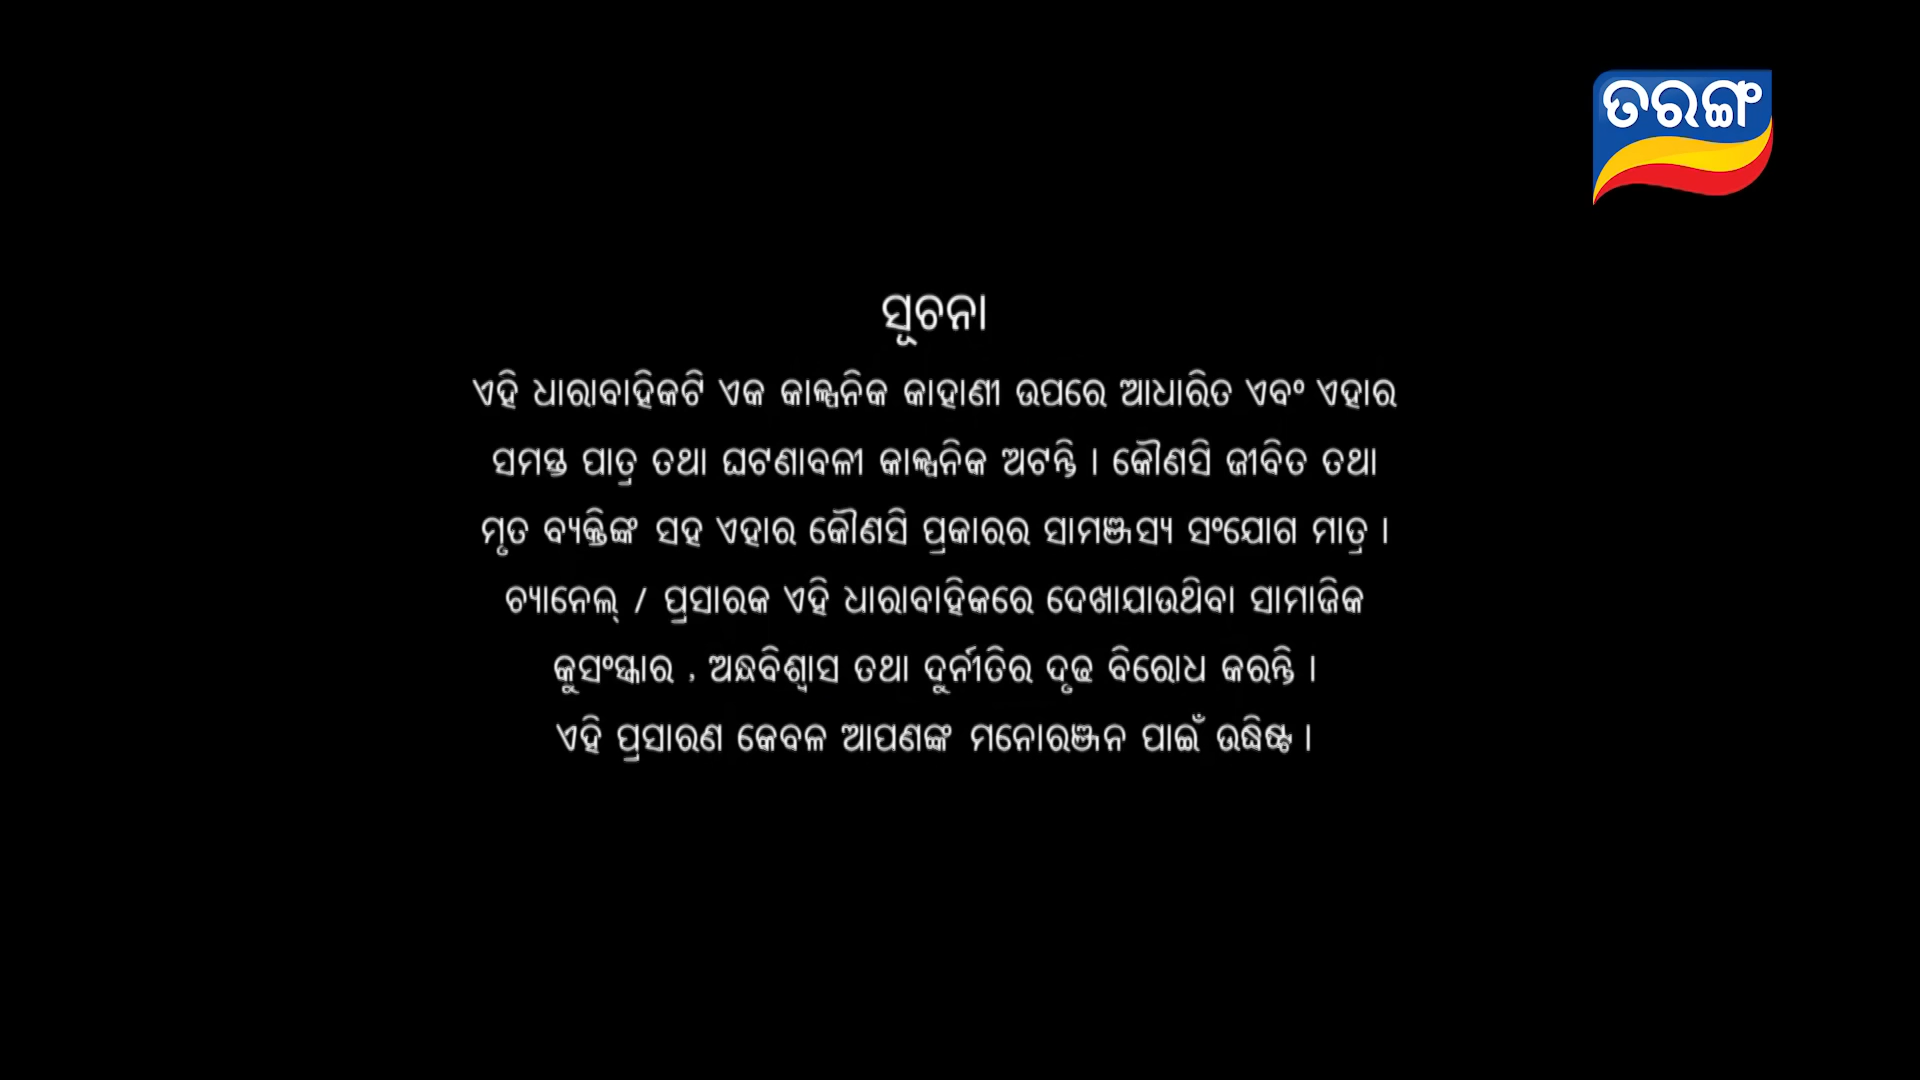 ତରଙ୍ଗ
ସୂଚନା
ଏହି ଧାରାବାହିକଟି ଏକ କାଳ୍ପନିକ କାହାଣୀ ଉପରେ ଆଧାରିତ ଏବଂ ଏହାର
ସମସ୍ତ ପାତ୍ର ତଥା ଘଟଣାବଳୀ କାଳ୍ପନିକ ଅଟନ୍ତି । କୌଣସି ଜୀବିତ ତଥା
ମୃତ ବ୍ୟକ୍ତିଙ୍କ ସହ ଏହାର କୌଣସି ପ୍ରକାରର ସାମଞ୍ଜସ୍ୟ ସଂଯୋଗ ମାତ୍ର ।
ଚ୍ୟାନେଲ୍ / ପ୍ରସାରକ ଏହି ଧାରାବାହିକରେ ଦେଖାଯାଉଥିବା ସାମାଜିକ
କୁସଂସ୍କାର , ଅନ୍ଧବିଶ୍ୱାସ ତଥା ଦୁର୍ନୀତିର ଦୃଢ ବିରୋଧ କରନ୍ତି ।
ଏହି ପ୍ରସାରଣ କେବଳ ଆପଣଙ୍କ ମନୋରଞ୍ଜନ ପାଇଁ ଉଦ୍ଧିଷ୍ଟ ।